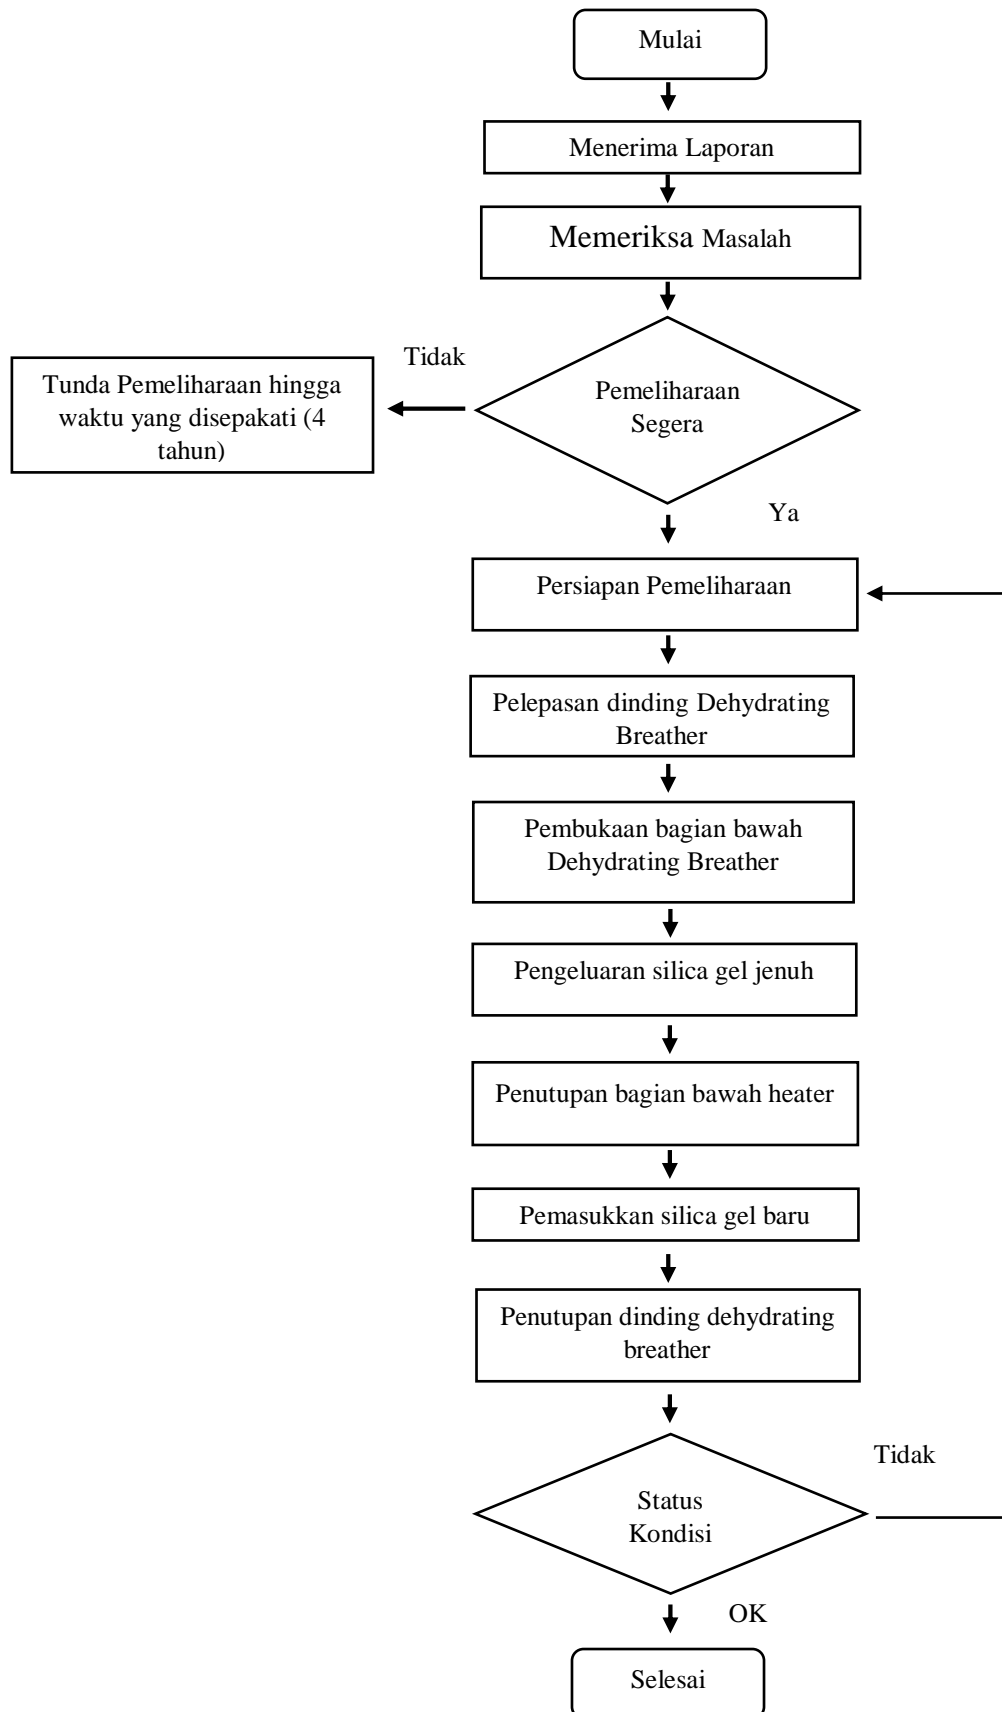 Mulai
Menerima Laporan
Memeriksa Masalah
Tidak
Tunda Pemeliharaan hingga
waktu yang disepakati (4
tahun)
Pemeliharaan
Segera
Ya
Persiapan Pemeliharaan
Pelepasan dinding Dehydrating
Breather
Pembukaan bagian bawah
Dehydrating Breather
Pengeluaran silica gel jenuh
Penutupan bagian bawah heater
Pemasukkan silica gel baru
Penutupan dinding dehydrating
breather
Tidak
Status
Kondisi
OK
Selesai